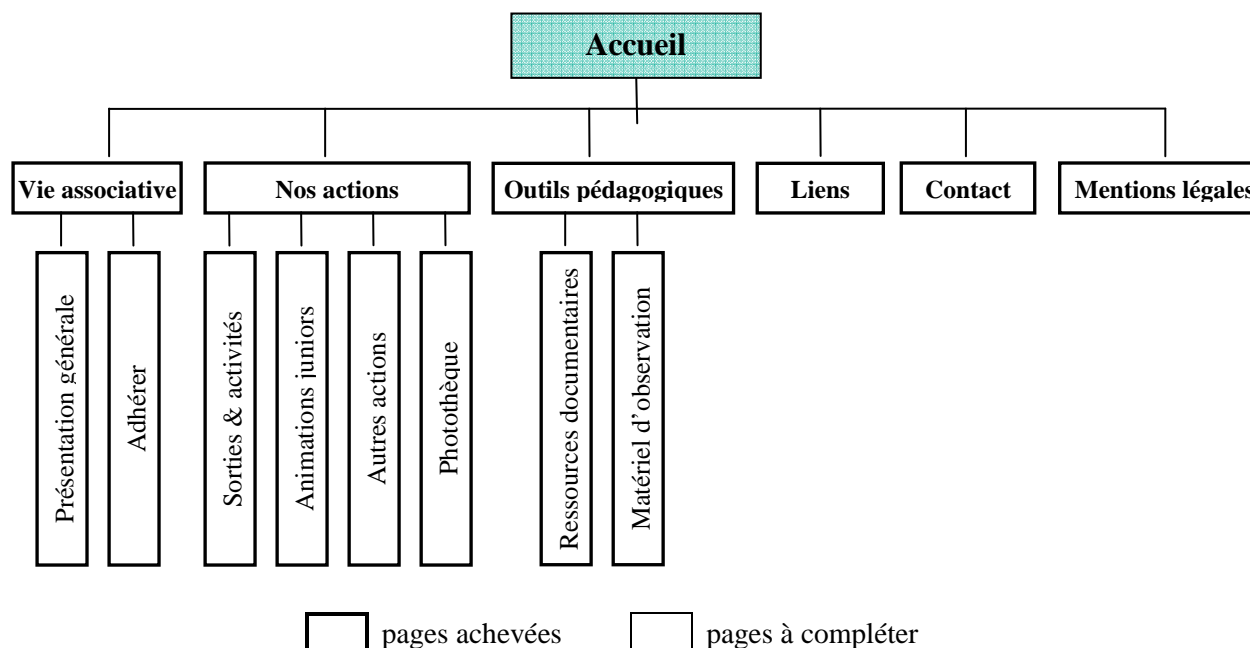 Accueil
Vie associative
Nos actions
Outils pédagogiques
Liens
Contact
Mentions légales
Présentation générale
Adhérer
Sorties & activités
Animations juniors
Autres actions
Photothèque
Ressources documentaires
Matériel d’observation
pages achevées
pages à compléter